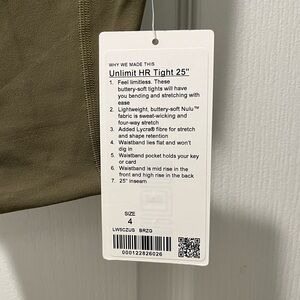 WHY WE MADE THIS
Unlimit HR Tight 25"
1. Feel limitless. These
buttery-soft tights will have
you bending and stretching with
ease
2. Lightweight, buttery-soft Nulu™
fabric is sweat-wicking and
four-way stretch
3. Added Lycra® fibre for stretch
and shape retention
4. Waistband lies flat and won't
dig in
5. Waistband pocket holds your key
or card
6. Waistband is mid rise in the
front and high rise in the back
7. 25" inseam
SIZE
4
LW5CZUS BRZG
000122826026